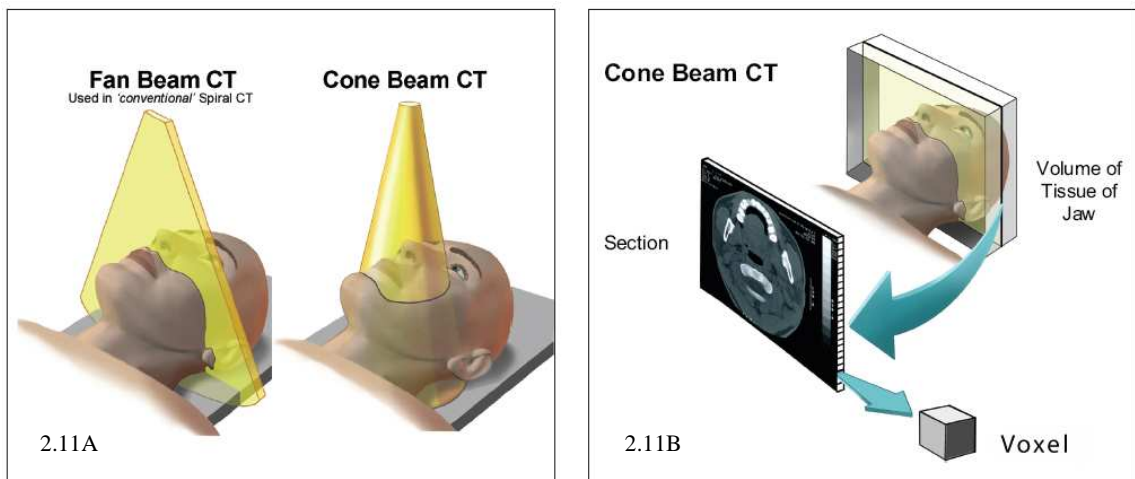 Fan Beam CT
Used in 'conventional' Spiral CT
Cone Beam CT
2.11A
Cone Beam CT
Volume of
Tissue of
Jaw
Section
Voxel
2.11B